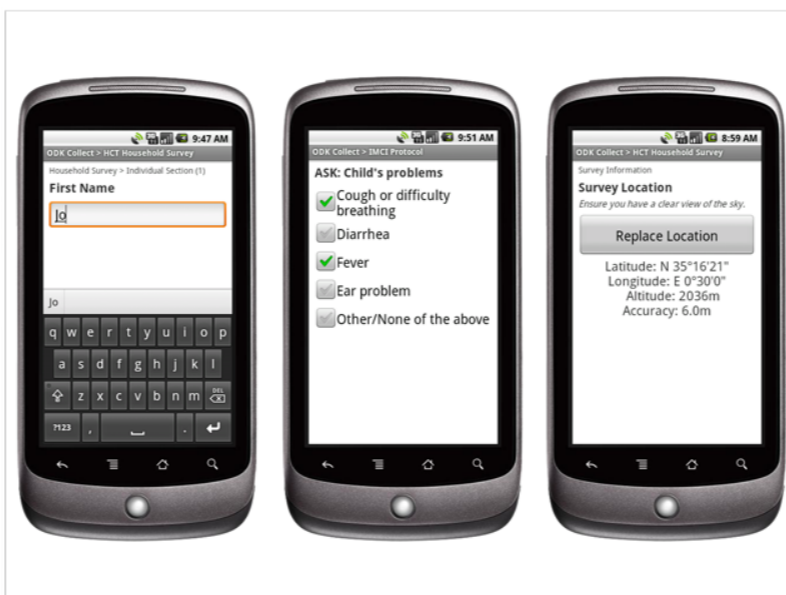 9:47 AM
ODK Collect > HCT Household Survey
Household Survey > Individual Section (1)
First Name
Jo
Jo
q w e r t y u i o p
a s d f g h j k l
z x c v b n m DEL
?123 , .
9:51 AM
ODK Collect > IMCI Protocol
ASK: Child's problems
Cough or difficulty
breathing
Diarrhea
Fever
Ear problem
Other/None of the above
8:59 AM
ODK Collect > HCT Household Survey
Survey Information
Survey Location
Ensure you have a clear view of the sky.
Replace Location
Latitude: N 35°16'21"
Longitude: E 0°30'0"
Altitude: 2036m
Accuracy: 6.0m